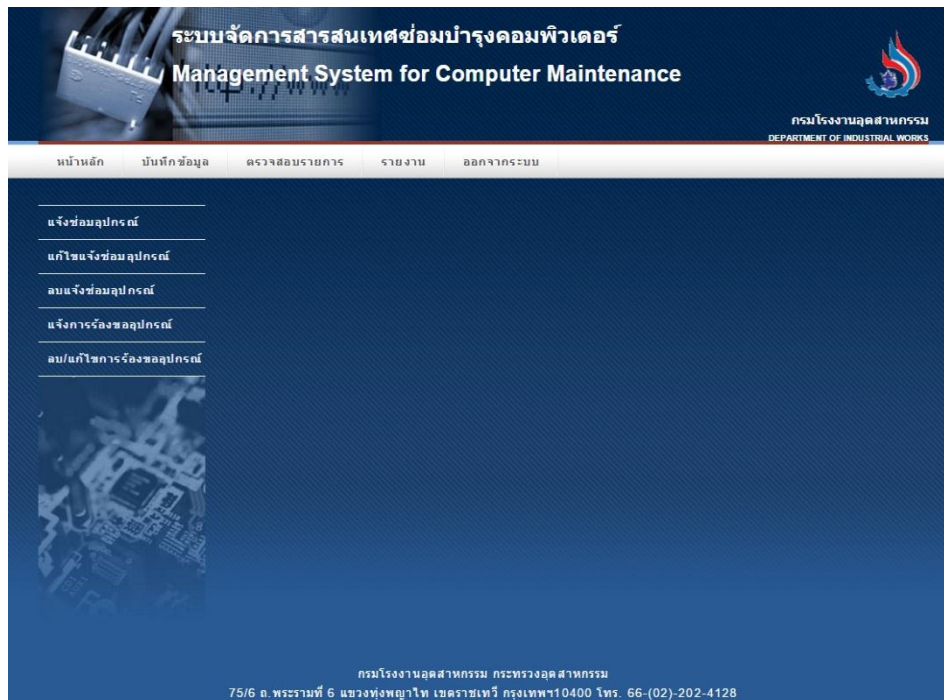 ระบบจัดการสารสนเทศซ่อมบำรุงคอมพิวเตอร์
Management System for Computer Maintenance
http://www
กรมโรงงานอุตสาหกรรม
DEPARTMENT OF INDUSTRIAL WORKS
หน้าหลัก บันทึกข้อมูล ตรวจสอบรายการ รายงาน ออกจากระบบ
แจ้งซ่อมอุปกรณ์
แก้ไขแจ้งซ่อมอุปกรณ์
ลบแจ้งซ่อมอุปกรณ์
แจ้งการร้องขออุปกรณ์
ลบ/แก้ไขการร้องขออุปกรณ์
กรมโรงงานอุตสาหกรรม กระทรวงอุตสาหกรรม
75/6 ถ.พระรามที่ 6 แขวงทุ่งพญาไท เขตราชเทวี กรุงเทพฯ10400 โทร. 66-(02)-202-4128